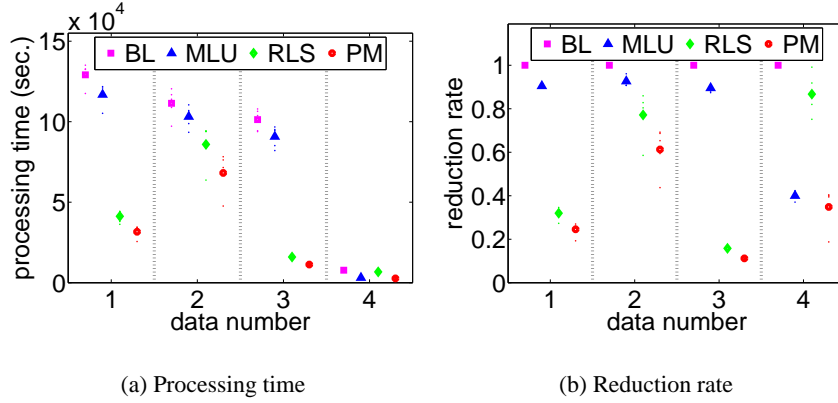 x 10^4
15
10
5
0
processing time (sec.)
BL MLU RLS PM
1 2 3 4
data number
(a) Processing time
1
0.8
0.6
0.4
0.2
0
reduction rate
BL MLU RLS PM
1 2 3 4
data number
(b) Reduction rate